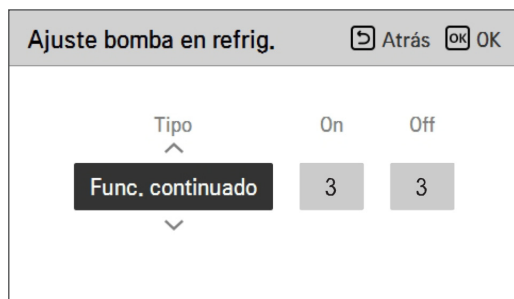 Ajuste bomba en refrig. Atrás OK OK
Tipo On Off
Func. continuado 3 3